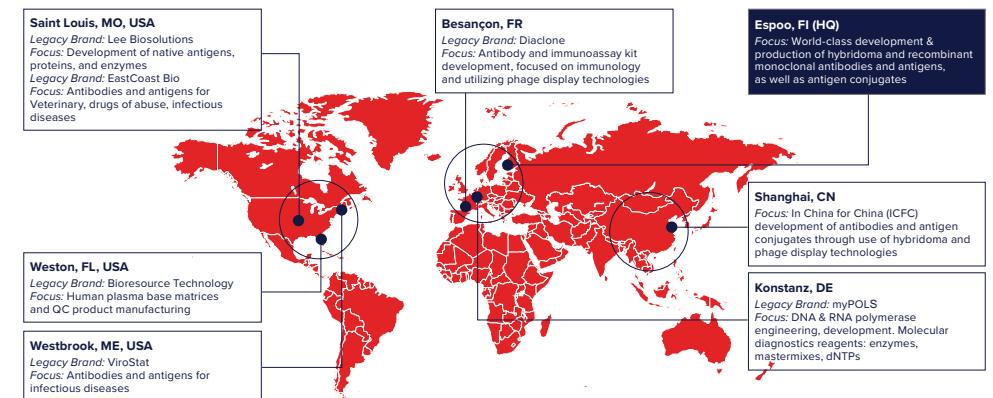 Saint Louis, MO, USA
Legacy Brand: Lee Biosolutions
Focus: Development of native antigens,
proteins, and enzymes
Legacy Brand: EastCoast Bio
Focus: Antibodies and antigens for
Veterinary, drugs of abuse, infectious
diseases
Besançon, FR
Legacy Brand: Diaclone
Focus: Antibody and immunoassay kit
development, focused on immunology
and utilizing phage display technologies
Espoo, FI (HQ)
Focus: World-class development &
production of hybridoma and recombinant
monoclonal antibodies and antigens,
as well as antigen conjugates
Shanghai, CN
Focus: In China for China (ICFC)
development of antibodies and antigen
conjugates through use of hybridoma and
phage display technologies
Weston, FL, USA
Legacy Brand: Bioresource Technology
Focus: Human plasma base matrices
and QC product manufacturing
Konstanz, DE
Legacy Brand: myPOLS
Focus: DNA & RNA polymerase
engineering, development. Molecular
diagnostics reagents: enzymes,
mastermixes, dNTPs
Westbrook, ME, USA
Legacy Brand: ViroStat
Focus: Antibodies and antigens for
infectious diseases